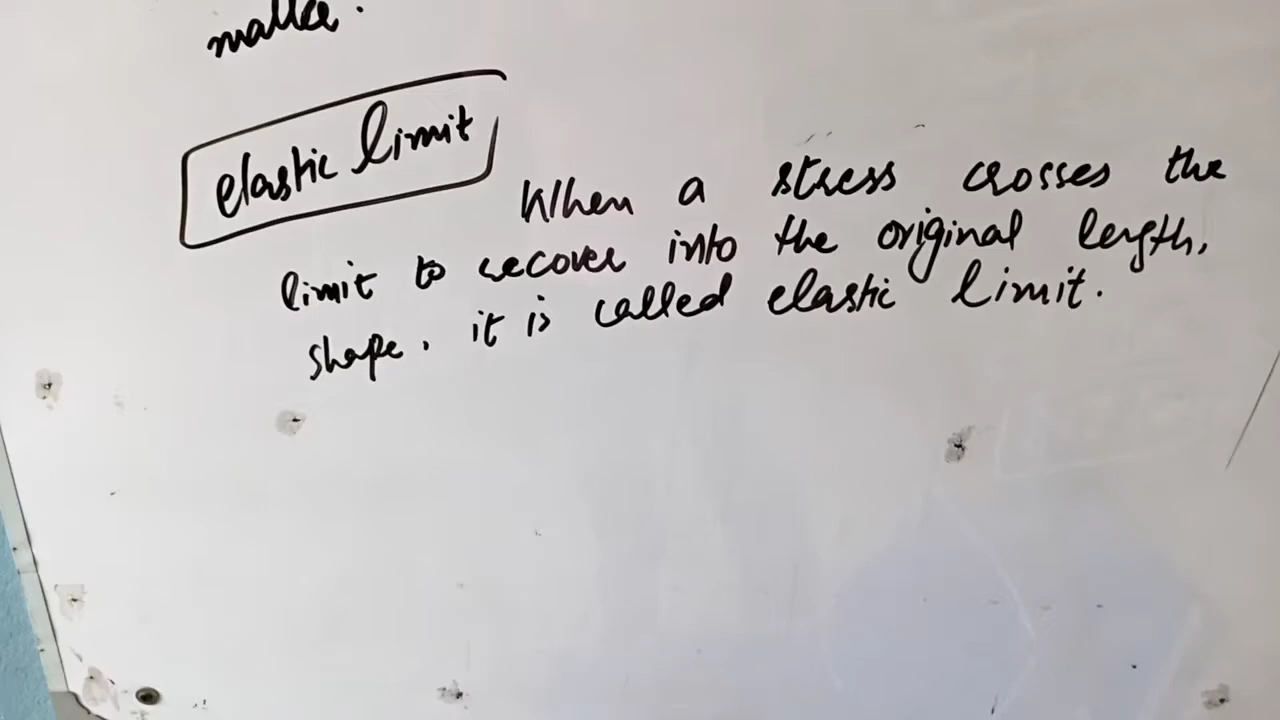 elastic limit
When a stress crosses the
limit to recover into the original length,
shape. it is called elastic limit.